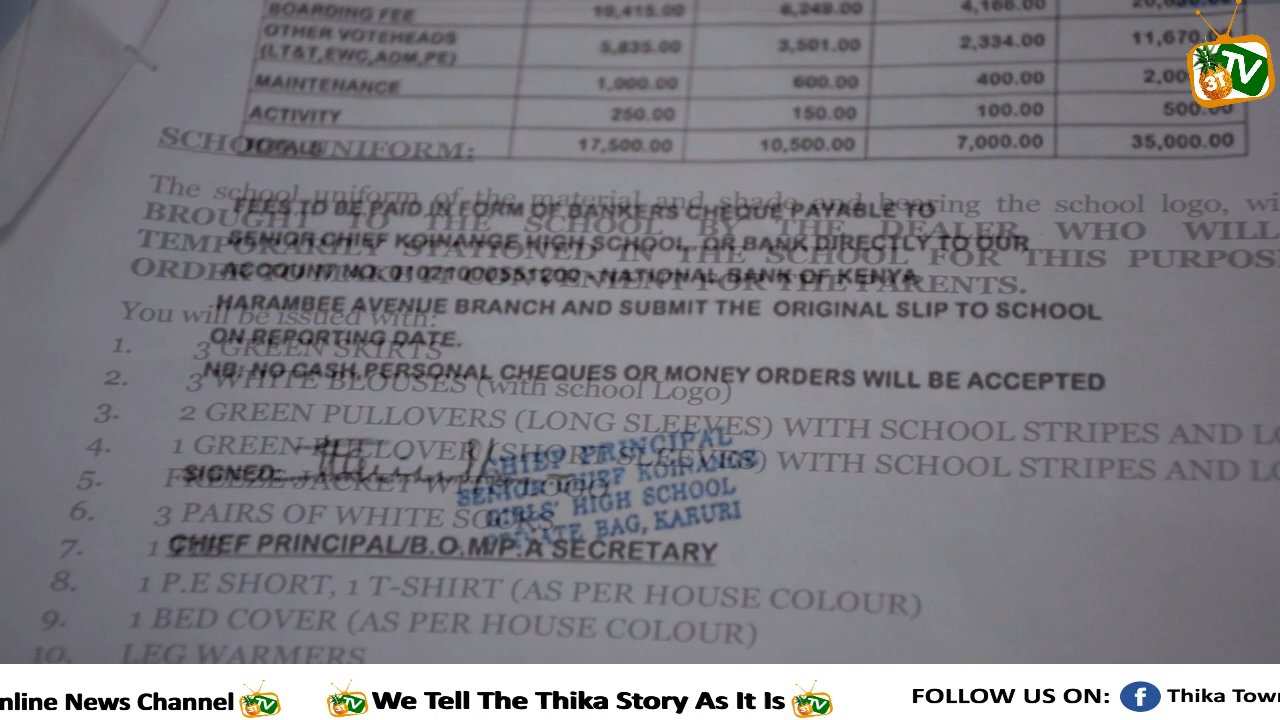 BOARDING FEE 10,415.00 6,249.00 4,166.00
OTHER VOTEHEADS 5,835.00 3,501.00 2,334.00 11,670.00
(LT&T,EWC,ADM,PE)
MAINTENANCE 1,000.00 600.00 400.00 2,00
ACTIVITY 250.00 150.00 100.00 500.00
TOTALS 17,500.00 10,500.00 7,000.00 35,000.00
SCHOOL UNIFORM:
The school uniform of the material and shade and bearing the school logo, wi
FEES TO BE PAID IN FORM OF BANKERS CHEQUE PAYABLE TO
BROUGHT TO THE SCHOOL BY THE DEALER WHO WILL
SENIOR CHIEF KOINANGE HIGH SCHOOL OR BANK DIRECTLY TO OUR
TEMPORARILY STATIONED IN THE SCHOOL FOR THIS PURPOS
ACCOUNT NO. 01021000551200 - NATIONAL BANK OF KENYA
ORDER TO MAKE IT CONVENIENT FOR THE PARENTS.
HARAMBEE AVENUE BRANCH AND SUBMIT THE ORIGINAL SLIP TO SCHOOL
You will be issued with:
ON REPORTING DATE.
1. 3 GREEN SKIRTS
NB: NO CASH, PERSONAL CHEQUES OR MONEY ORDERS WILL BE ACCEPTED
2. 3 WHITE BLOUSES (with school Logo)
3. 2 GREEN PULLOVERS (LONG SLEEVES) WITH SCHOOL STRIPES AND LO
4. 1 GREEN PULLOVER (SHORT SLEEVES) WITH SCHOOL STRIPES AND LO
CHIEF PRINCIPAL
SENIOR CHIEF KOINANGE
GIRLS' HIGH SCHOOL
PRIVATE BAG, KARURI
SIGNED:
5. FREEZE JACKET WITH LOGO
6. 3 PAIRS OF WHITE SOCKS
7. 1
CHIEF PRINCIPAL/B.O.M/P.A SECRETARY
8. 1 P.E SHORT, 1 T-SHIRT (AS PER HOUSE COLOUR)
9. 1 BED COVER (AS PER HOUSE COLOUR)
10. LEG WARMERS
3T TV
nline News Channel
We Tell The Thika Story As It Is
FOLLOW US ON: f Thika Town